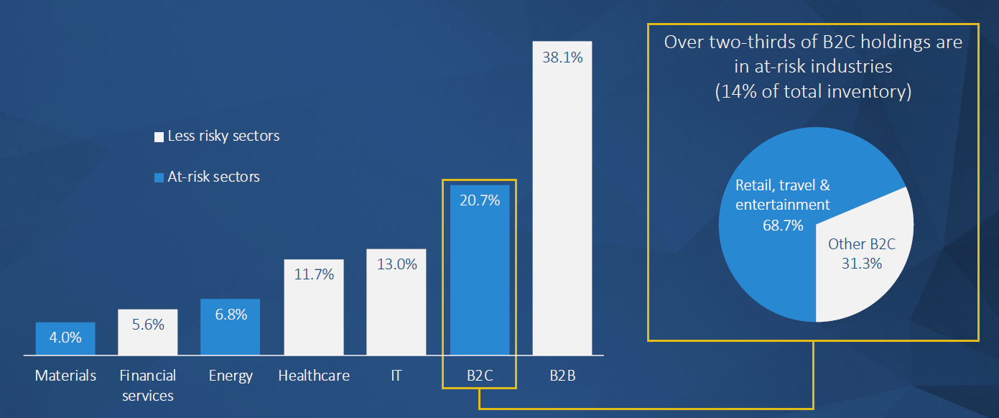 Over two-thirds of B2C holdings are
in at-risk industries
(14% of total inventory)
38.1%
Less risky sectors
At-risk sectors
20.7%
13.0%
11.7%
6.8%
5.6%
4.0%
Retail, travel &
entertainment
68.7%
Other B2C
31.3%
Materials
Financial
services
Energy
Healthcare
IT
B2C
B2B